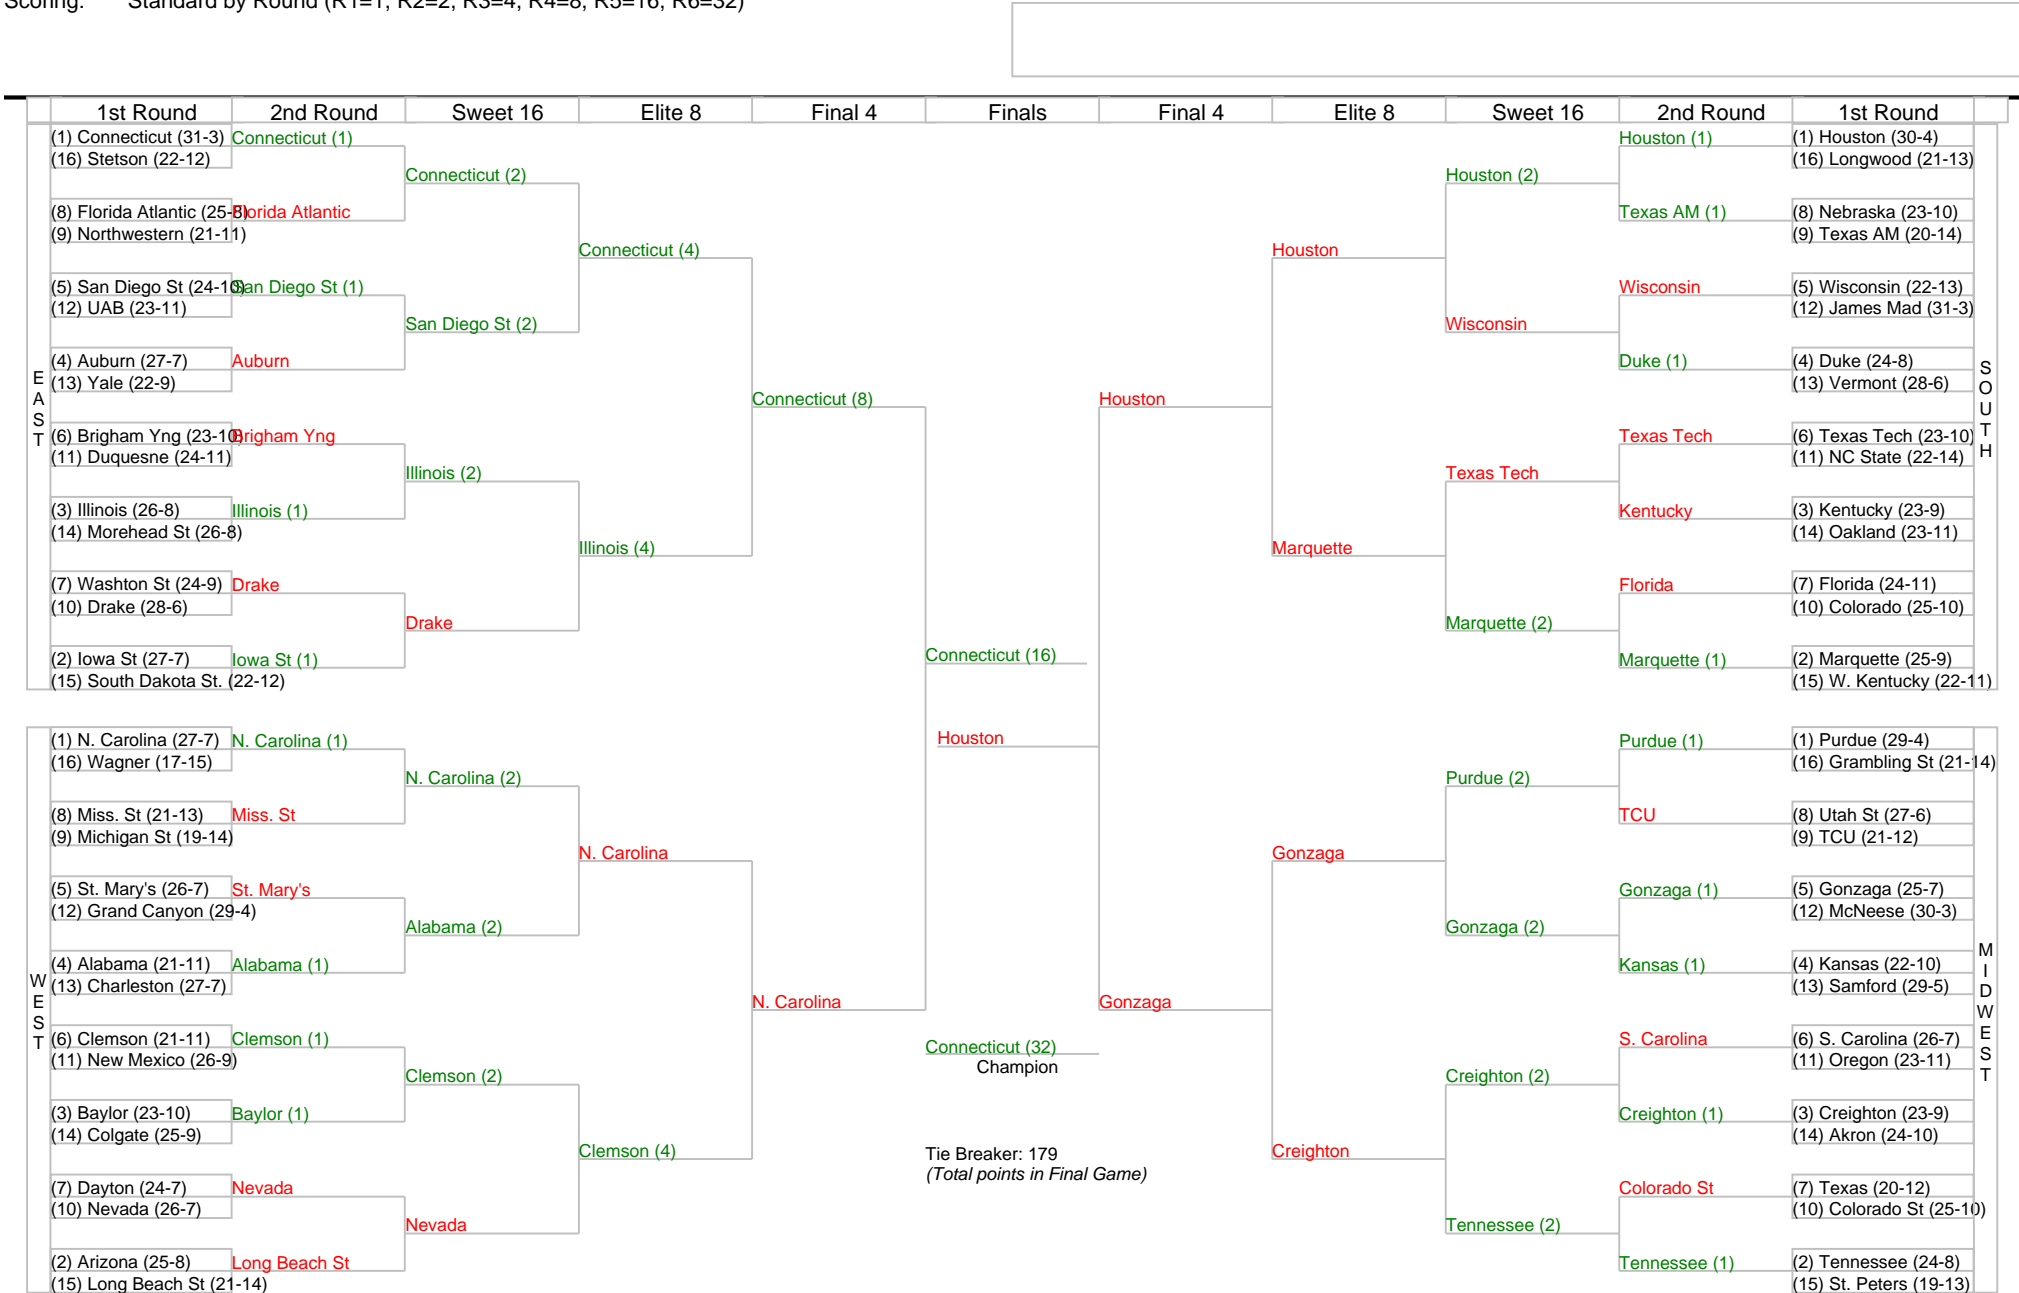 Scoring: Standard by Round (R1=1, R2=2, R3=4, R4=8, R5=16, R6=32)
1st Round 2nd Round Sweet 16 Elite 8 Final 4 Finals Final 4 Elite 8 Sweet 16 2nd Round 1st Round
EAST
(1) Connecticut (31-3)
(16) Stetson (22-12)
(8) Florida Atlantic (25-8)
(9) Northwestern (21-11)
(5) San Diego St (24-10)
(12) UAB (23-11)
(4) Auburn (27-7)
(13) Yale (22-9)
(6) Brigham Yng (23-10)
(11) Duquesne (24-11)
(3) Illinois (26-8)
(14) Morehead St (26-8)
(7) Washton St (24-9)
(10) Drake (28-6)
(2) Iowa St (27-7)
(15) South Dakota St. (22-12)
Connecticut (1)
Florida Atlantic
San Diego St (1)
Auburn
Brigham Yng
Illinois (1)
Drake
Iowa St (1)
Connecticut (2)
San Diego St (2)
Illinois (2)
Drake
Connecticut (4)
Illinois (4)
Connecticut (8)
WEST
(1) N. Carolina (27-7)
(16) Wagner (17-15)
(8) Miss. St (21-13)
(9) Michigan St (19-14)
(5) St. Mary's (26-7)
(12) Grand Canyon (29-4)
(4) Alabama (21-11)
(13) Charleston (27-7)
(6) Clemson (21-11)
(11) New Mexico (26-9)
(3) Baylor (23-10)
(14) Colgate (25-9)
(7) Dayton (24-7)
(10) Nevada (26-7)
(2) Arizona (25-8)
(15) Long Beach St (21-14)
N. Carolina (1)
Miss. St
St. Mary's
Alabama (1)
Clemson (1)
Baylor (1)
Nevada
Long Beach St
N. Carolina (2)
Alabama (2)
Clemson (2)
Nevada
N. Carolina
Clemson (4)
N. Carolina
Connecticut (16)
Houston
Connecticut (32)
Champion
Tie Breaker: 179
(Total points in Final Game)
Houston
Houston
Marquette
Houston (2)
Wisconsin
Texas Tech
Marquette (2)
Houston (1)
Texas AM (1)
Wisconsin
Duke (1)
Texas Tech
Kentucky
Florida
Marquette (1)
(1) Houston (30-4)
(16) Longwood (21-13)
(8) Nebraska (23-10)
(9) Texas AM (20-14)
(5) Wisconsin (22-13)
(12) James Mad (31-3)
(4) Duke (24-8)
(13) Vermont (28-6)
(6) Texas Tech (23-10)
(11) NC State (22-14)
(3) Kentucky (23-9)
(14) Oakland (23-11)
(7) Florida (24-11)
(10) Colorado (25-10)
(2) Marquette (25-9)
(15) W. Kentucky (22-11)
SOUTH
Gonzaga
Gonzaga
Creighton
Purdue (2)
Gonzaga (2)
Creighton (2)
Tennessee (2)
Purdue (1)
TCU
Gonzaga (1)
Kansas (1)
S. Carolina
Creighton (1)
Colorado St
Tennessee (1)
(1) Purdue (29-4)
(16) Grambling St (21-14)
(8) Utah St (27-6)
(9) TCU (21-12)
(5) Gonzaga (25-7)
(12) McNeese (30-3)
(4) Kansas (22-10)
(13) Samford (29-5)
(6) S. Carolina (26-7)
(11) Oregon (23-11)
(3) Creighton (23-9)
(14) Akron (24-10)
(7) Texas (20-12)
(10) Colorado St (25-10)
(2) Tennessee (24-8)
(15) St. Peters (19-13)
MIDWEST